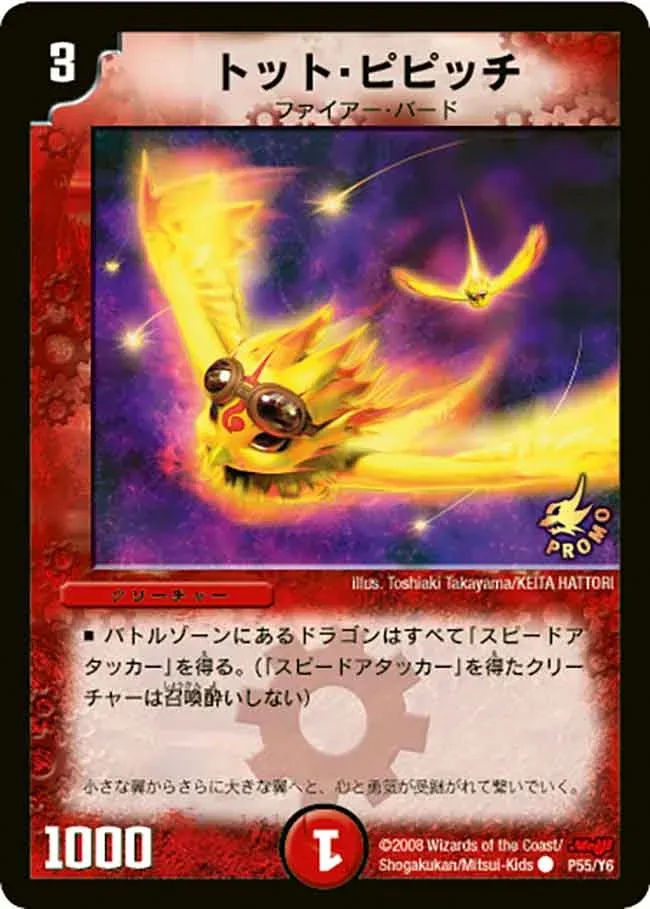 3
トット・ピピッチ
ファイアー・バード
PROMO
illus. Toshiaki Takayama/KEITA HATTORI
クリーチャー
■ バトルゾーンにあるドラゴンはすべて「スピードア
タッカー」を得る。(「スピードアタッカー」を得たクリー
チャーは召喚酔いしない)
小さな翼からさらに大きな翼へと、心と勇気が受継がれて繋いでいく。
1000
1
©2008 Wizards of the Coast/
Shogakukan/Mitsui-Kids
P55/Y6